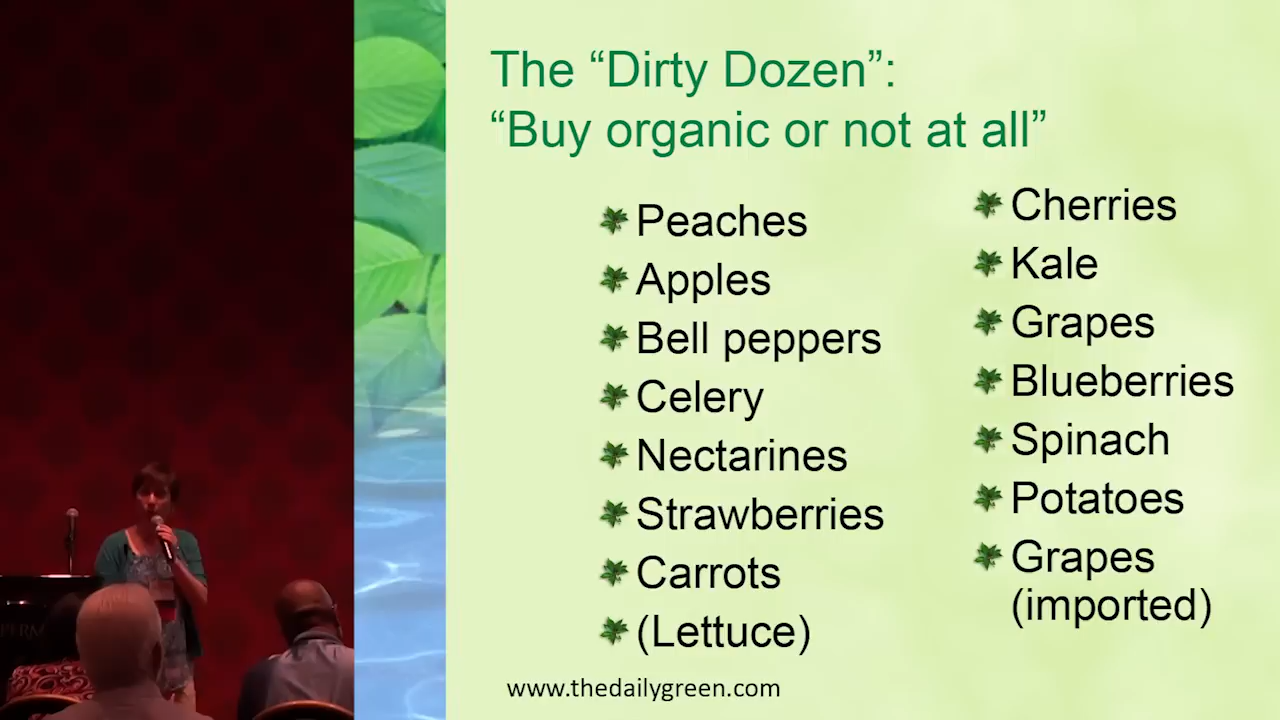 The “Dirty Dozen”:
“Buy organic or not at all”
Peaches
Apples
Bell peppers
Celery
Nectarines
Strawberries
Carrots
(Lettuce)
Cherries
Kale
Grapes
Blueberries
Spinach
Potatoes
Grapes
(imported)
www.thedailygreen.com